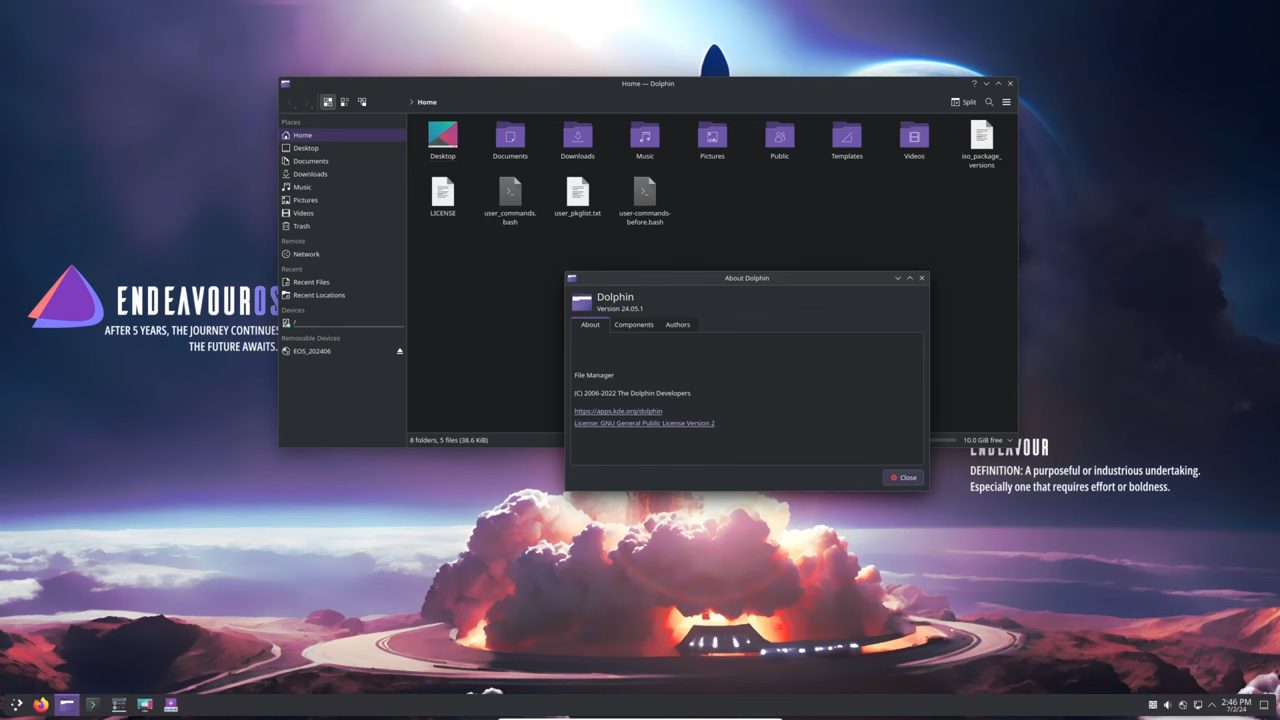 Home — Dolphin
Home
Split
Places
Home
Desktop
Documents
Downloads
Music
Pictures
Videos
Trash
Remote
Network
Recent
Recent Files
Recent Locations
Devices
/
Removable Devices
EOS_202406
Desktop
Documents
Downloads
Music
Pictures
Public
Templates
Videos
iso_package_
versions
LICENSE
user_commands.
bash
user_pkglist.txt
user-commands-
before.bash
8 folders, 5 files (38.6 KiB)
10.0 GiB free
About Dolphin
Dolphin
Version 24.05.1
About
Components
Authors
File Manager
(C) 2006-2022 The Dolphin Developers
https://apps.kde.org/dolphin
License: GNU General Public License Version 2
Close
ENDEAVOUROS
AFTER 5 YEARS, THE JOURNEY CONTINUES
THE FUTURE AWAITS.
ENDEAVOUR
DEFINITION: A purposeful or industrious undertaking.
Especially one that requires effort or boldness.
2:46 PM
7/2/24